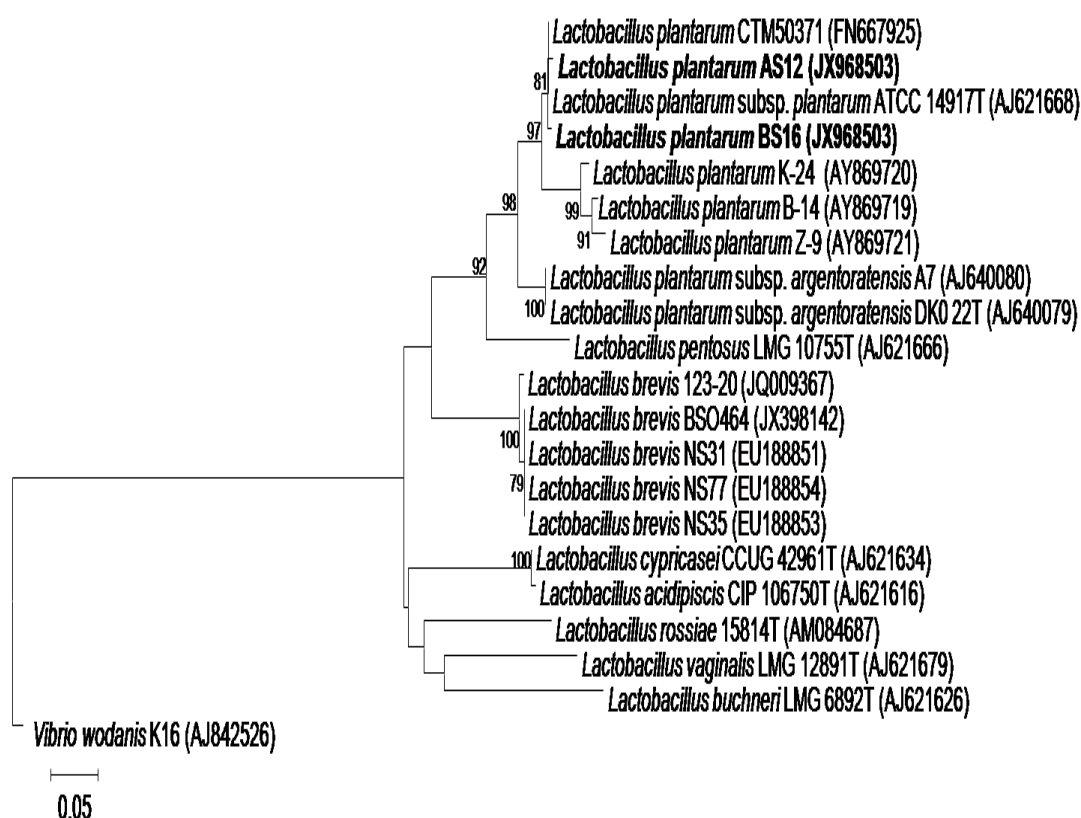 Lactobacillus plantarum CTM50371 (FN667925)
Lactobacillus plantarum AS12 (JX968503)
81
Lactobacillus plantarum subsp. plantarum ATCC 14917T (AJ621668)
97
Lactobacillus plantarum BS16 (JX968503)
Lactobacillus plantarum K-24 (AY869720)
98
99
Lactobacillus plantarum B-14 (AY869719)
91
Lactobacillus plantarum Z-9 (AY869721)
92
Lactobacillus plantarum subsp. argentoratensis A7 (AJ640080)
100
Lactobacillus plantarum subsp. argentoratensis DK0 22T (AJ640079)
Lactobacillus pentosus LMG 10755T (AJ621666)
Lactobacillus brevis 123-20 (JQ009367)
Lactobacillus brevis BSO464 (JX398142)
100
Lactobacillus brevis NS31 (EU188851)
79
Lactobacillus brevis NS77 (EU188854)
Lactobacillus brevis NS35 (EU188853)
100
Lactobacillus cypricasei CCUG 42961T (AJ621634)
Lactobacillus acidipiscis CIP 106750T (AJ621616)
Lactobacillus rossiae 15814T (AM084687)
Lactobacillus vaginalis LMG 12891T (AJ621679)
Lactobacillus buchneri LMG 6892T (AJ621626)
Vibrio wodanis K16 (AJ842526)
0.05